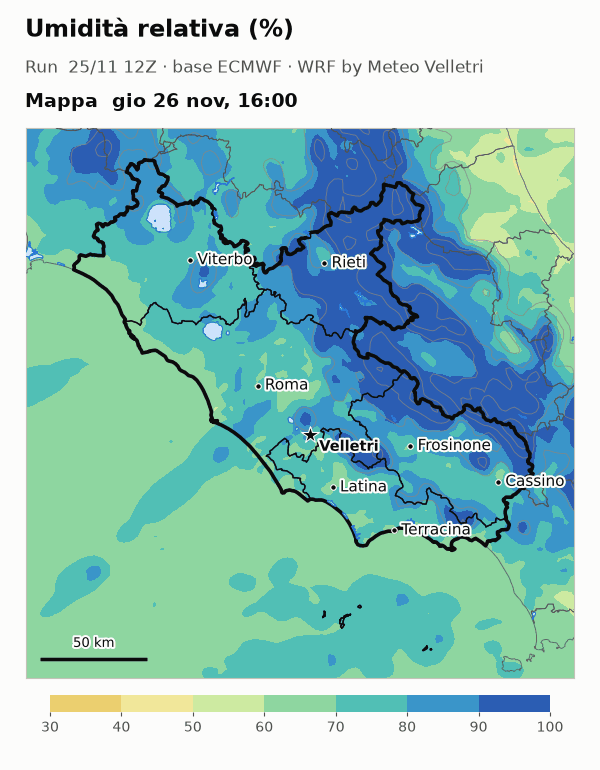 Umidità relativa (%)
Run  25/11 12Z · base ECMWF · WRF by Meteo Velletri
Mappa  gio 26 nov, 16:00
Viterbo
Rieti
Roma
Velletri
Frosinone
Latina
Cassino
Terracina
50 km
30 40 50 60 70 80 90 100